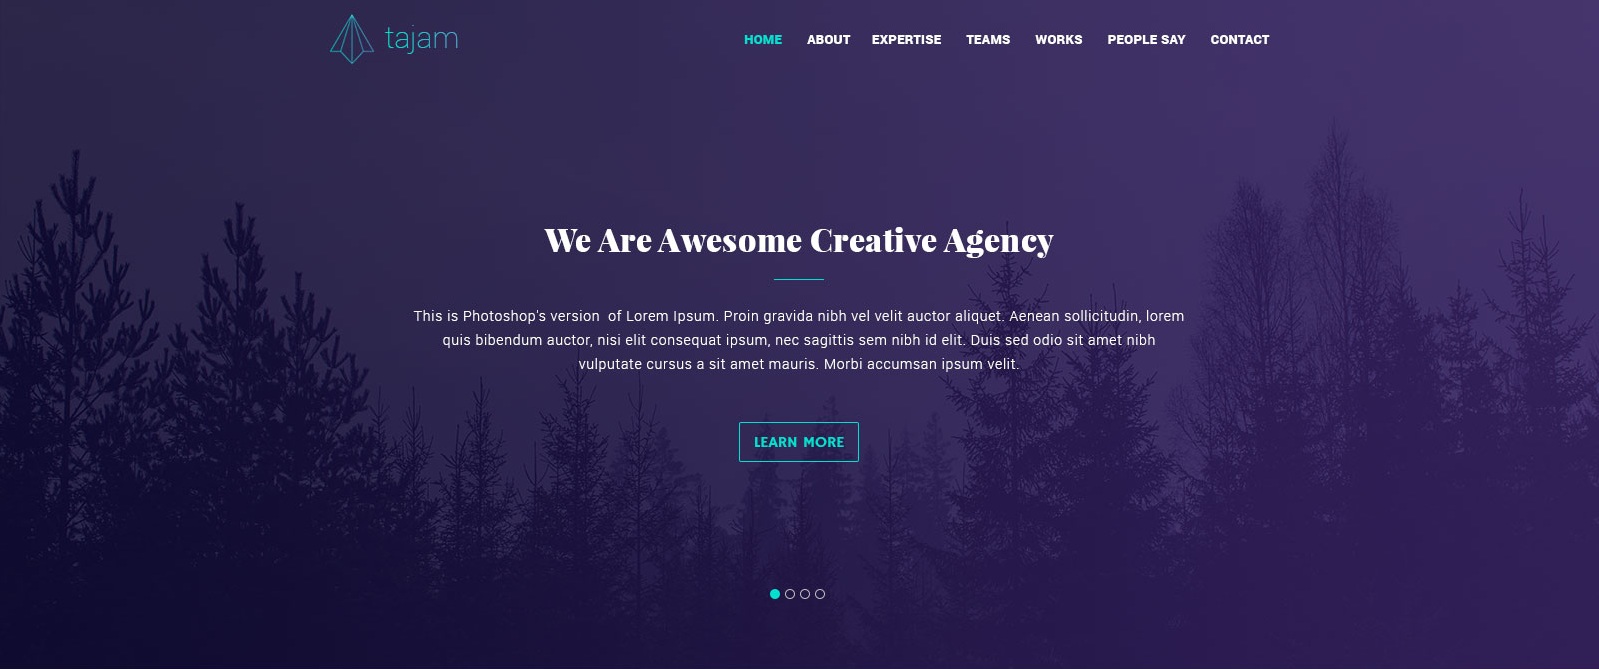 tajam
HOME ABOUT EXPERTISE TEAMS WORKS PEOPLE SAY CONTACT
We Are Awesome Creative Agency
This is Photoshop's version  of Lorem Ipsum. Proin gravida nibh vel velit auctor aliquet. Aenean sollicitudin, lorem
quis bibendum auctor, nisi elit consequat ipsum, nec sagittis sem nibh id elit. Duis sed odio sit amet nibh
vulputate cursus a sit amet mauris. Morbi accumsan ipsum velit.
LEARN MORE